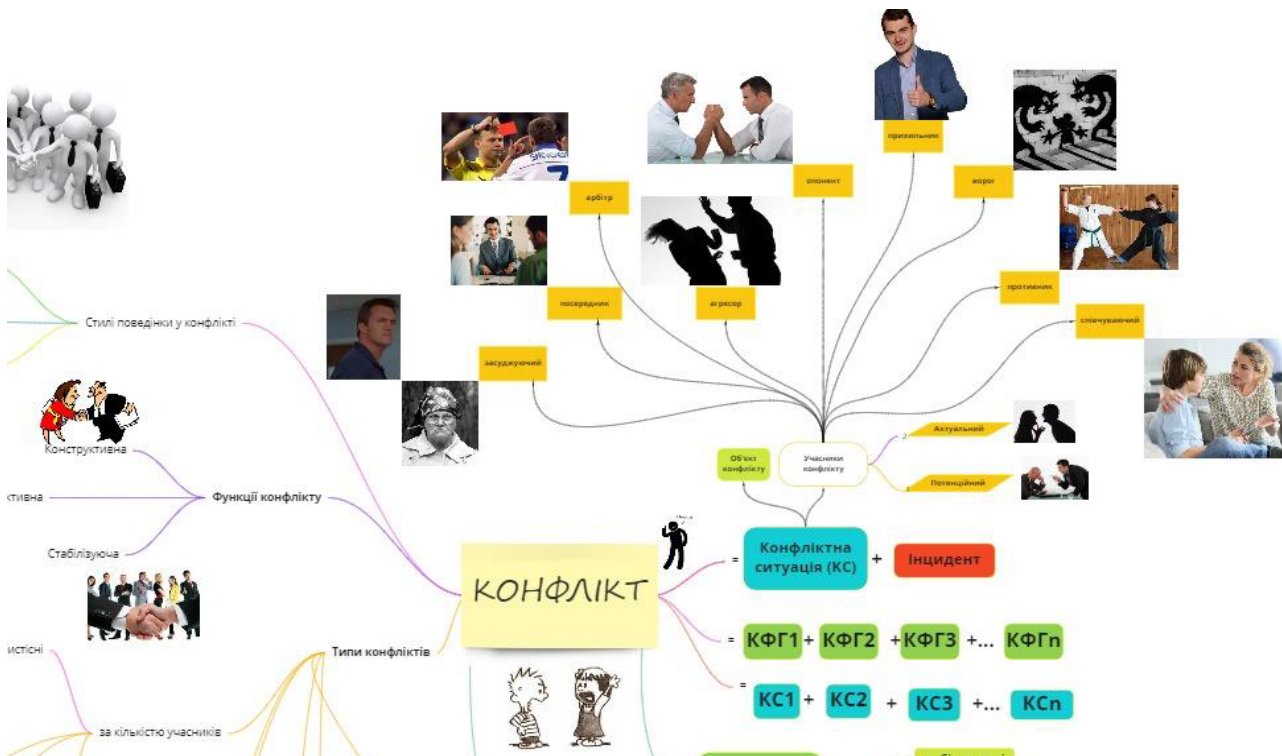 прихильник
опонент
ворог
арбітр
противник
посередник
агресор
співчуваючий
Стилі поведінки у конфлікті
засуджуючий
2
Актуальний
Об'єкт
конфлікту
Учасники
конфлікту
Конструктивна
Потенційний
ктивна
Функції конфлікту
Стабілізуюча
КОНФЛІКТ
=
Конфліктна
ситуація (КС)
+
Інцидент
= КФГ1 + КФГ2 +КФГ3 +... КФГn
истісні
Типи конфліктів
=
КС1 + КС2 + КС3 +... КСn
за кількістю учасників